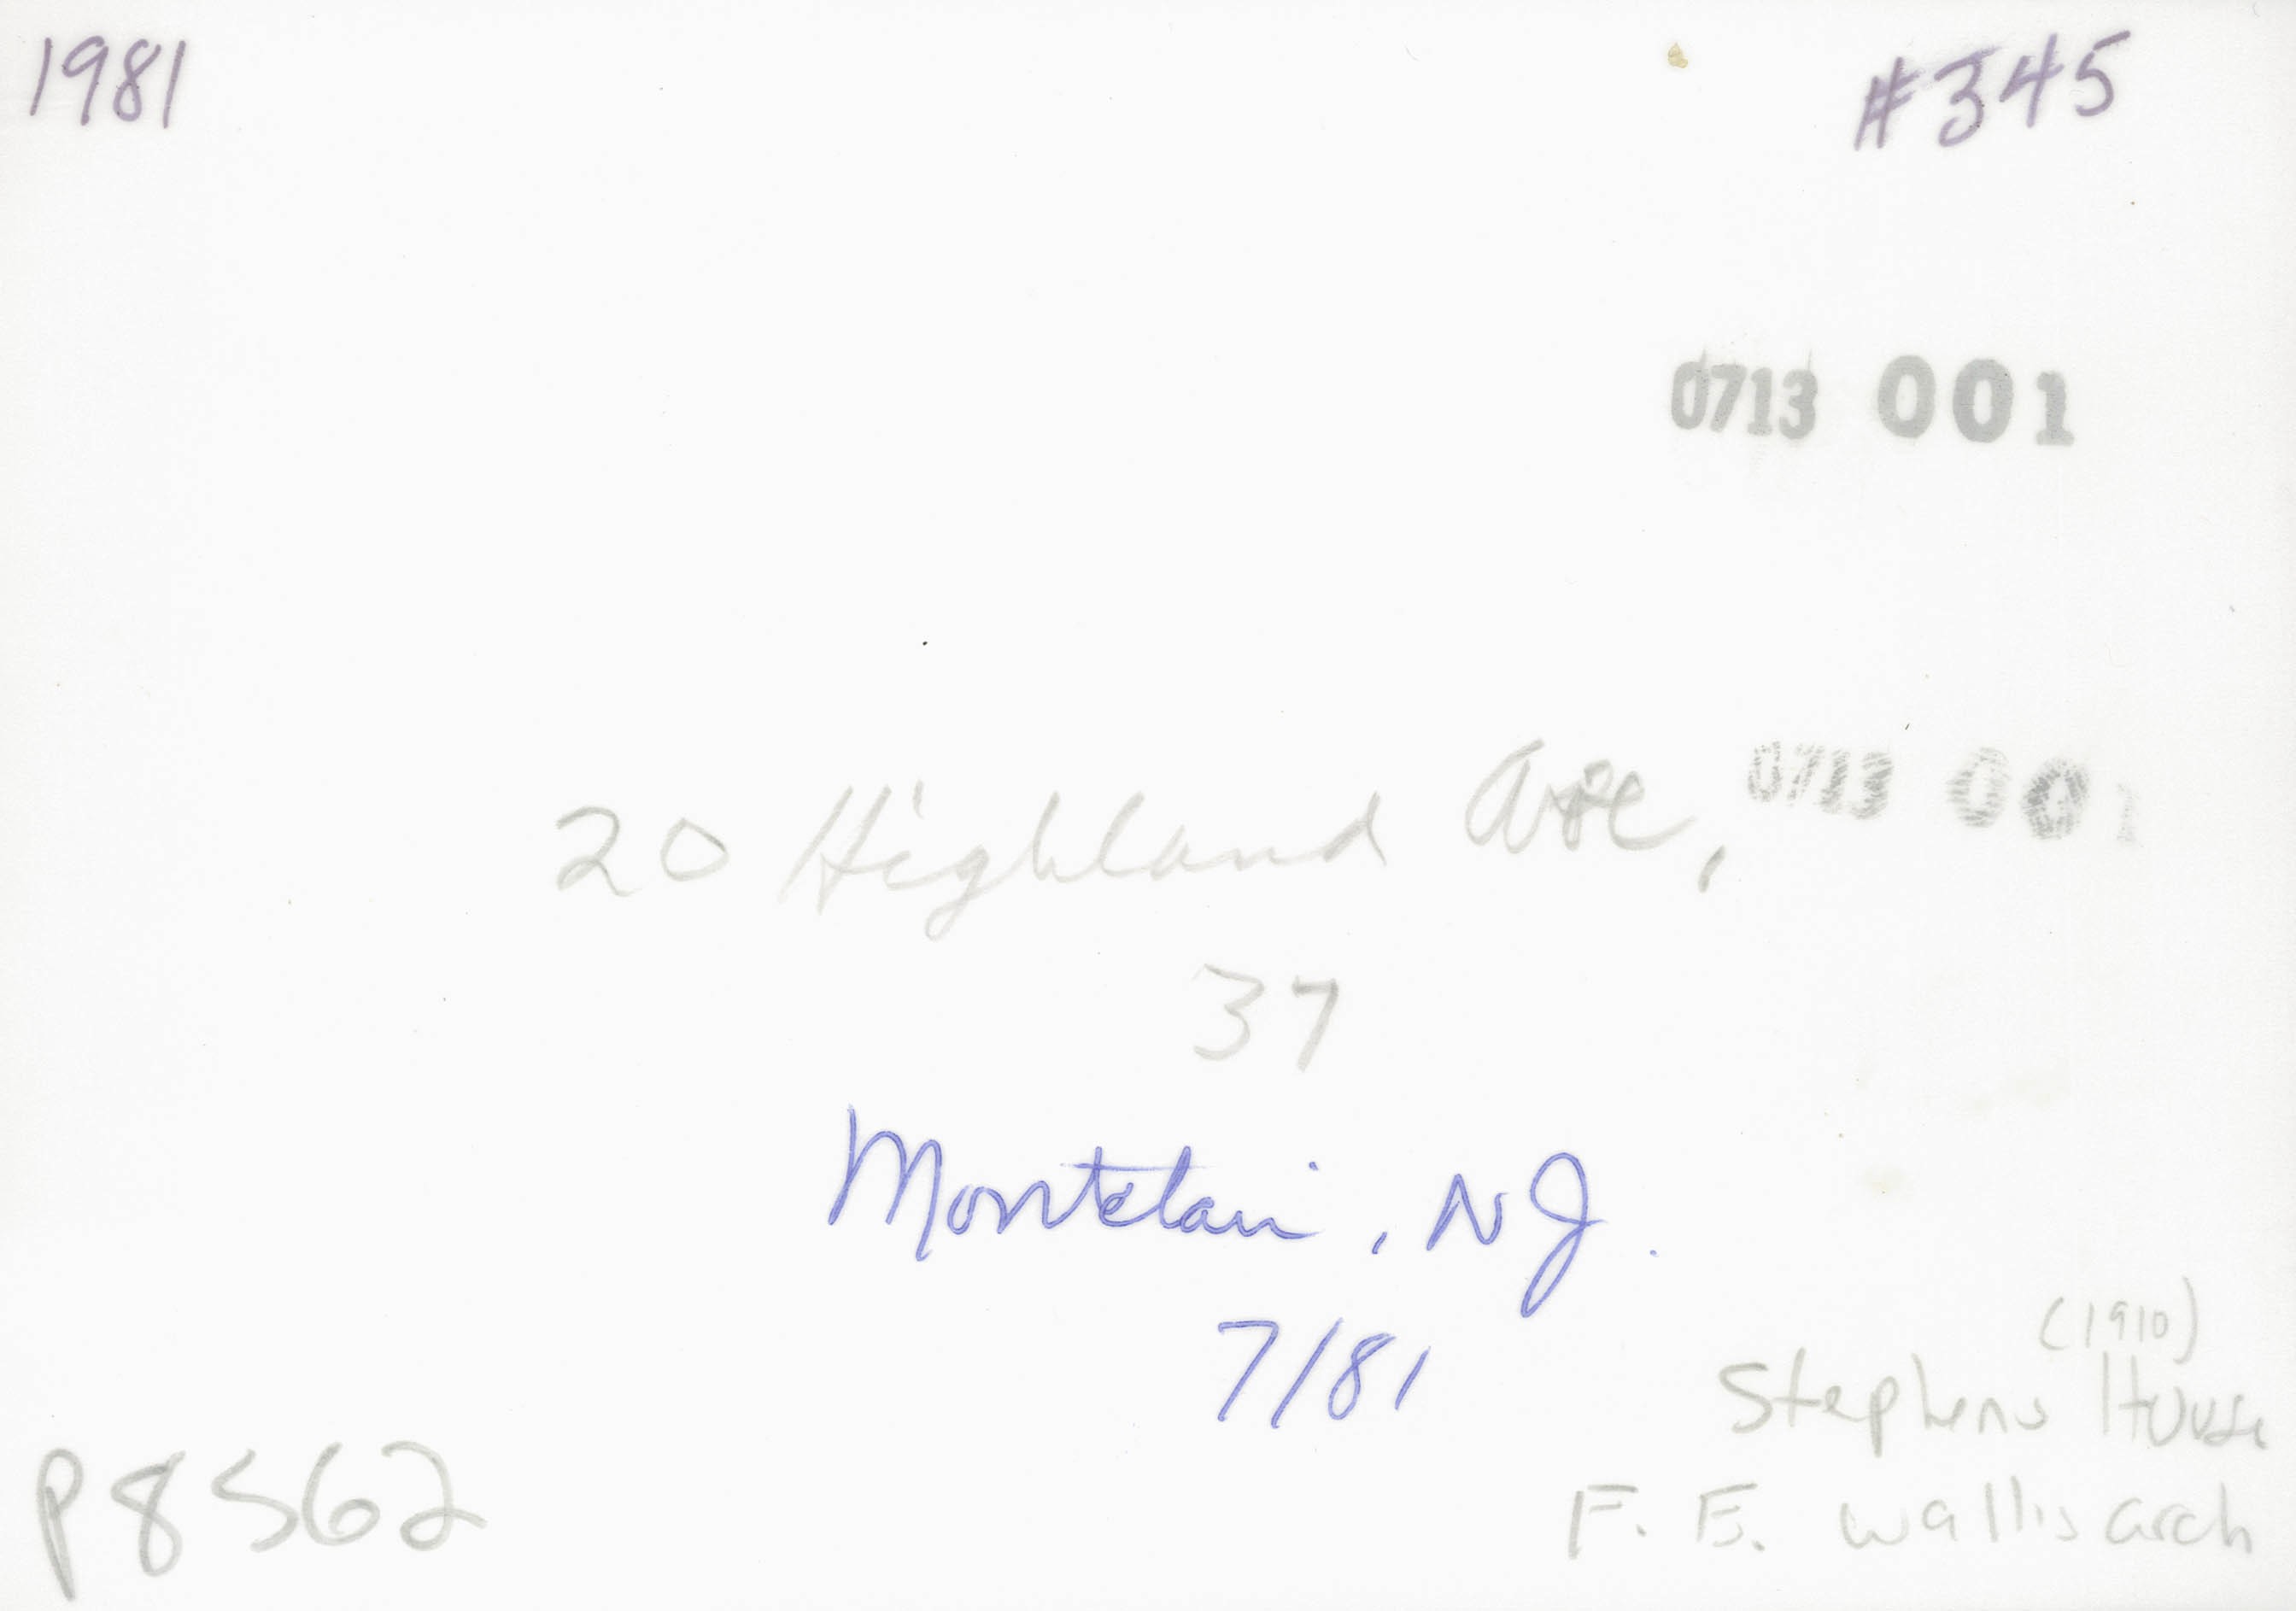 1981
#345
0713 001
20 Highland Ave, 0713 001
37
Montclair, NJ.
7/81
(1910)
Stephens House
P8562
F. E. Wallis arch